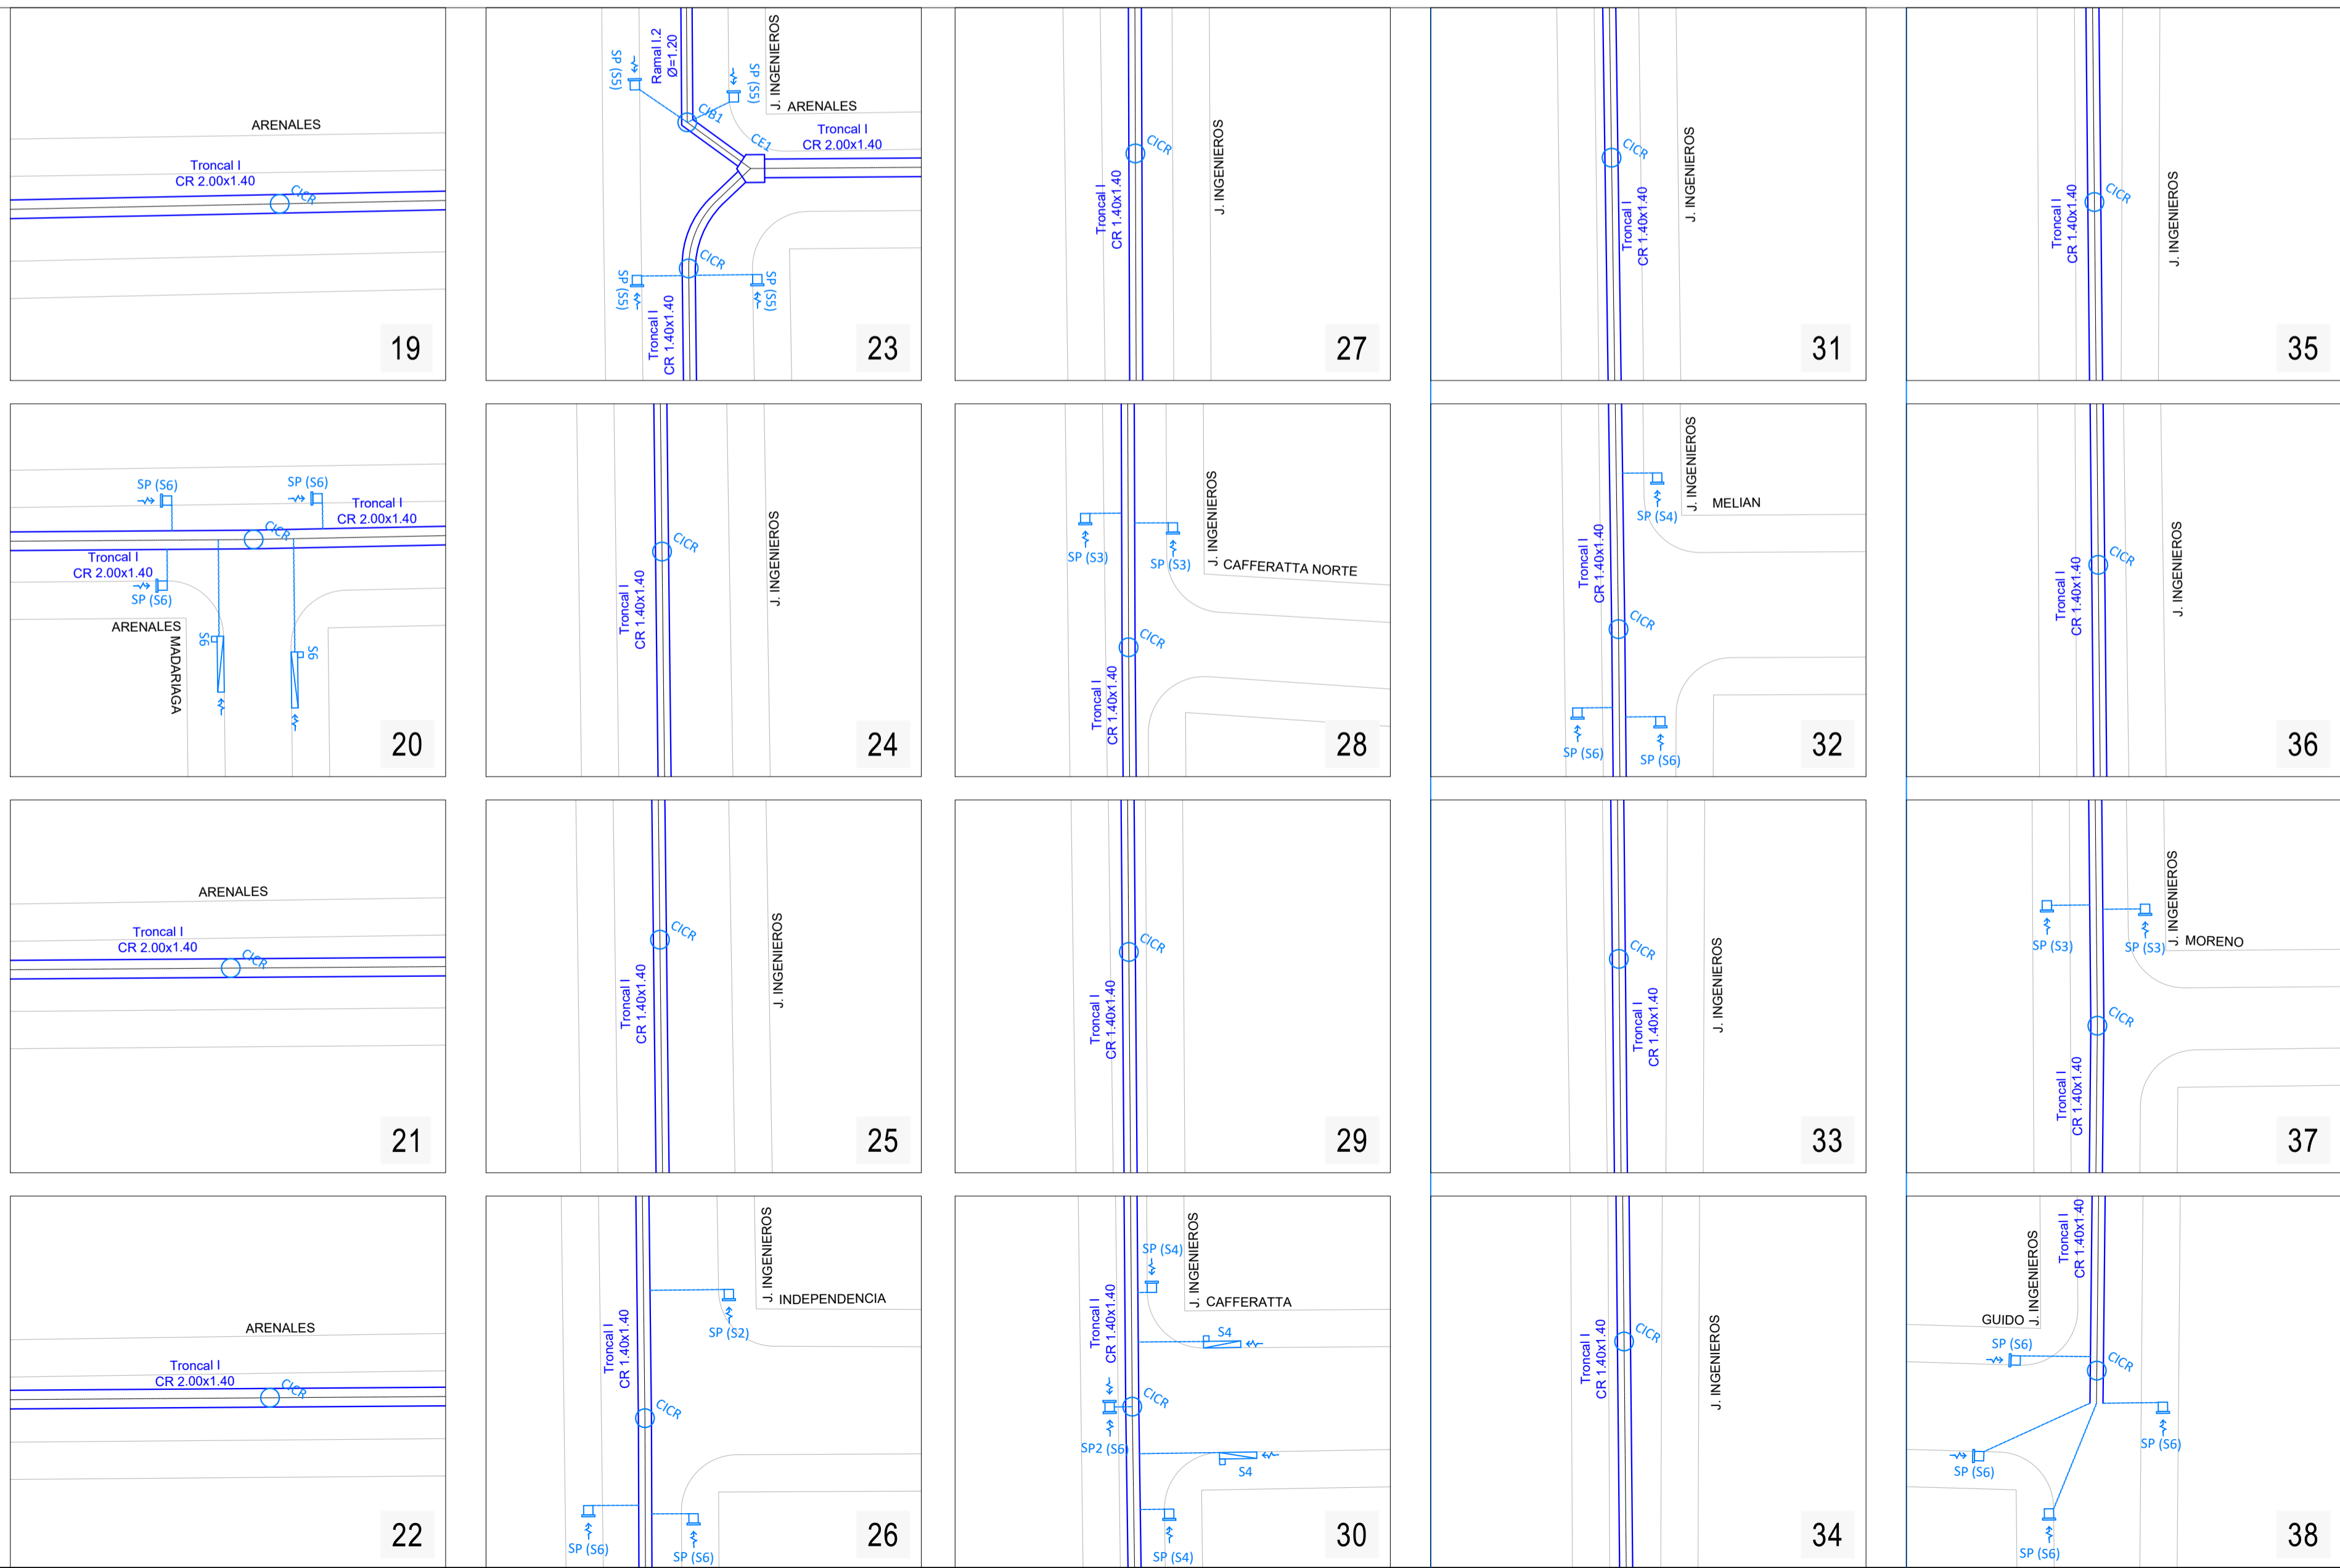 ARENALES
Troncal I
CR 2.00x1.40
CICR
19
SP (S6)
SP (S6)
Troncal I
CR 2.00x1.40
CICR
Troncal I
CR 2.00x1.40
SP (S6)
ARENALES
MADARIAGA
S6
S6
20
ARENALES
Troncal I
CR 2.00x1.40
CICR
21
ARENALES
Troncal I
CR 2.00x1.40
CICR
22
SP (S5)
Ramal I.2
Ø=1.20
SP (S5)
J. INGENIEROS
ARENALES
CIB1
CE1
Troncal I
CR 2.00x1.40
CICR
SP (S5)
SP (S5)
Troncal I
CR 1.40x1.40
23
CICR
Troncal I
CR 1.40x1.40
J. INGENIEROS
24
CICR
Troncal I
CR 1.40x1.40
J. INGENIEROS
25
J. INGENIEROS
INDEPENDENCIA
SP (S2)
Troncal I
CR 1.40x1.40
CICR
SP (S6)
SP (S6)
26
CICR
Troncal I
CR 1.40x1.40
J. INGENIEROS
27
J. INGENIEROS
CAFFERATTA NORTE
SP (S3)
SP (S3)
CICR
Troncal I
CR 1.40x1.40
28
CICR
Troncal I
CR 1.40x1.40
29
SP (S4)
J. INGENIEROS
CAFFERATTA
Troncal I
CR 1.40x1.40
S4
CICR
SP2 (S6)
S4
SP (S4)
30
CICR
Troncal I
CR 1.40x1.40
J. INGENIEROS
31
J. INGENIEROS
MELIAN
SP (S4)
Troncal I
CR 1.40x1.40
CICR
SP (S6)
SP (S6)
32
CICR
Troncal I
CR 1.40x1.40
J. INGENIEROS
33
CICR
Troncal I
CR 1.40x1.40
J. INGENIEROS
34
CICR
Troncal I
CR 1.40x1.40
J. INGENIEROS
35
CICR
Troncal I
CR 1.40x1.40
J. INGENIEROS
36
J. INGENIEROS
MORENO
SP (S3)
SP (S3)
CICR
Troncal I
CR 1.40x1.40
37
Troncal I
CR 1.40x1.40
J. INGENIEROS
GUIDO
SP (S6)
CICR
SP (S6)
SP (S6)
SP (S6)
38